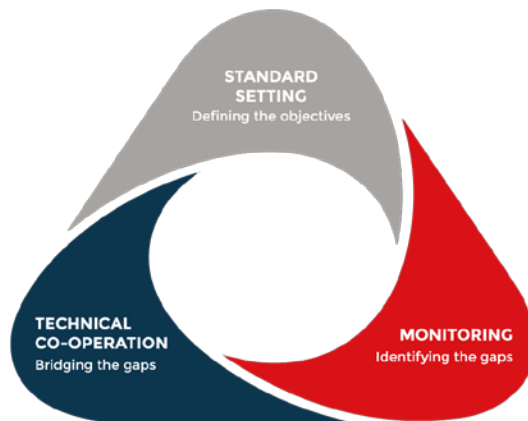 STANDARD
SETTING
Defining the objectives
TECHNICAL
CO-OPERATION
Bridging the gaps
MONITORING
Identifying the gaps